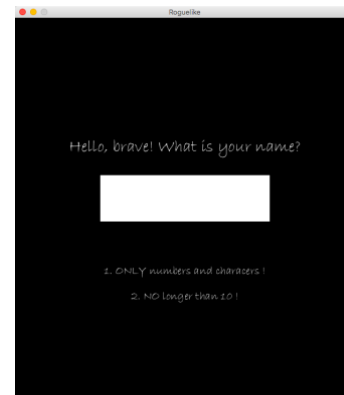 Roguelike
Hello, brave! What is your name?
1. ONLY numbers and characers !
2. NO longer than 10 !